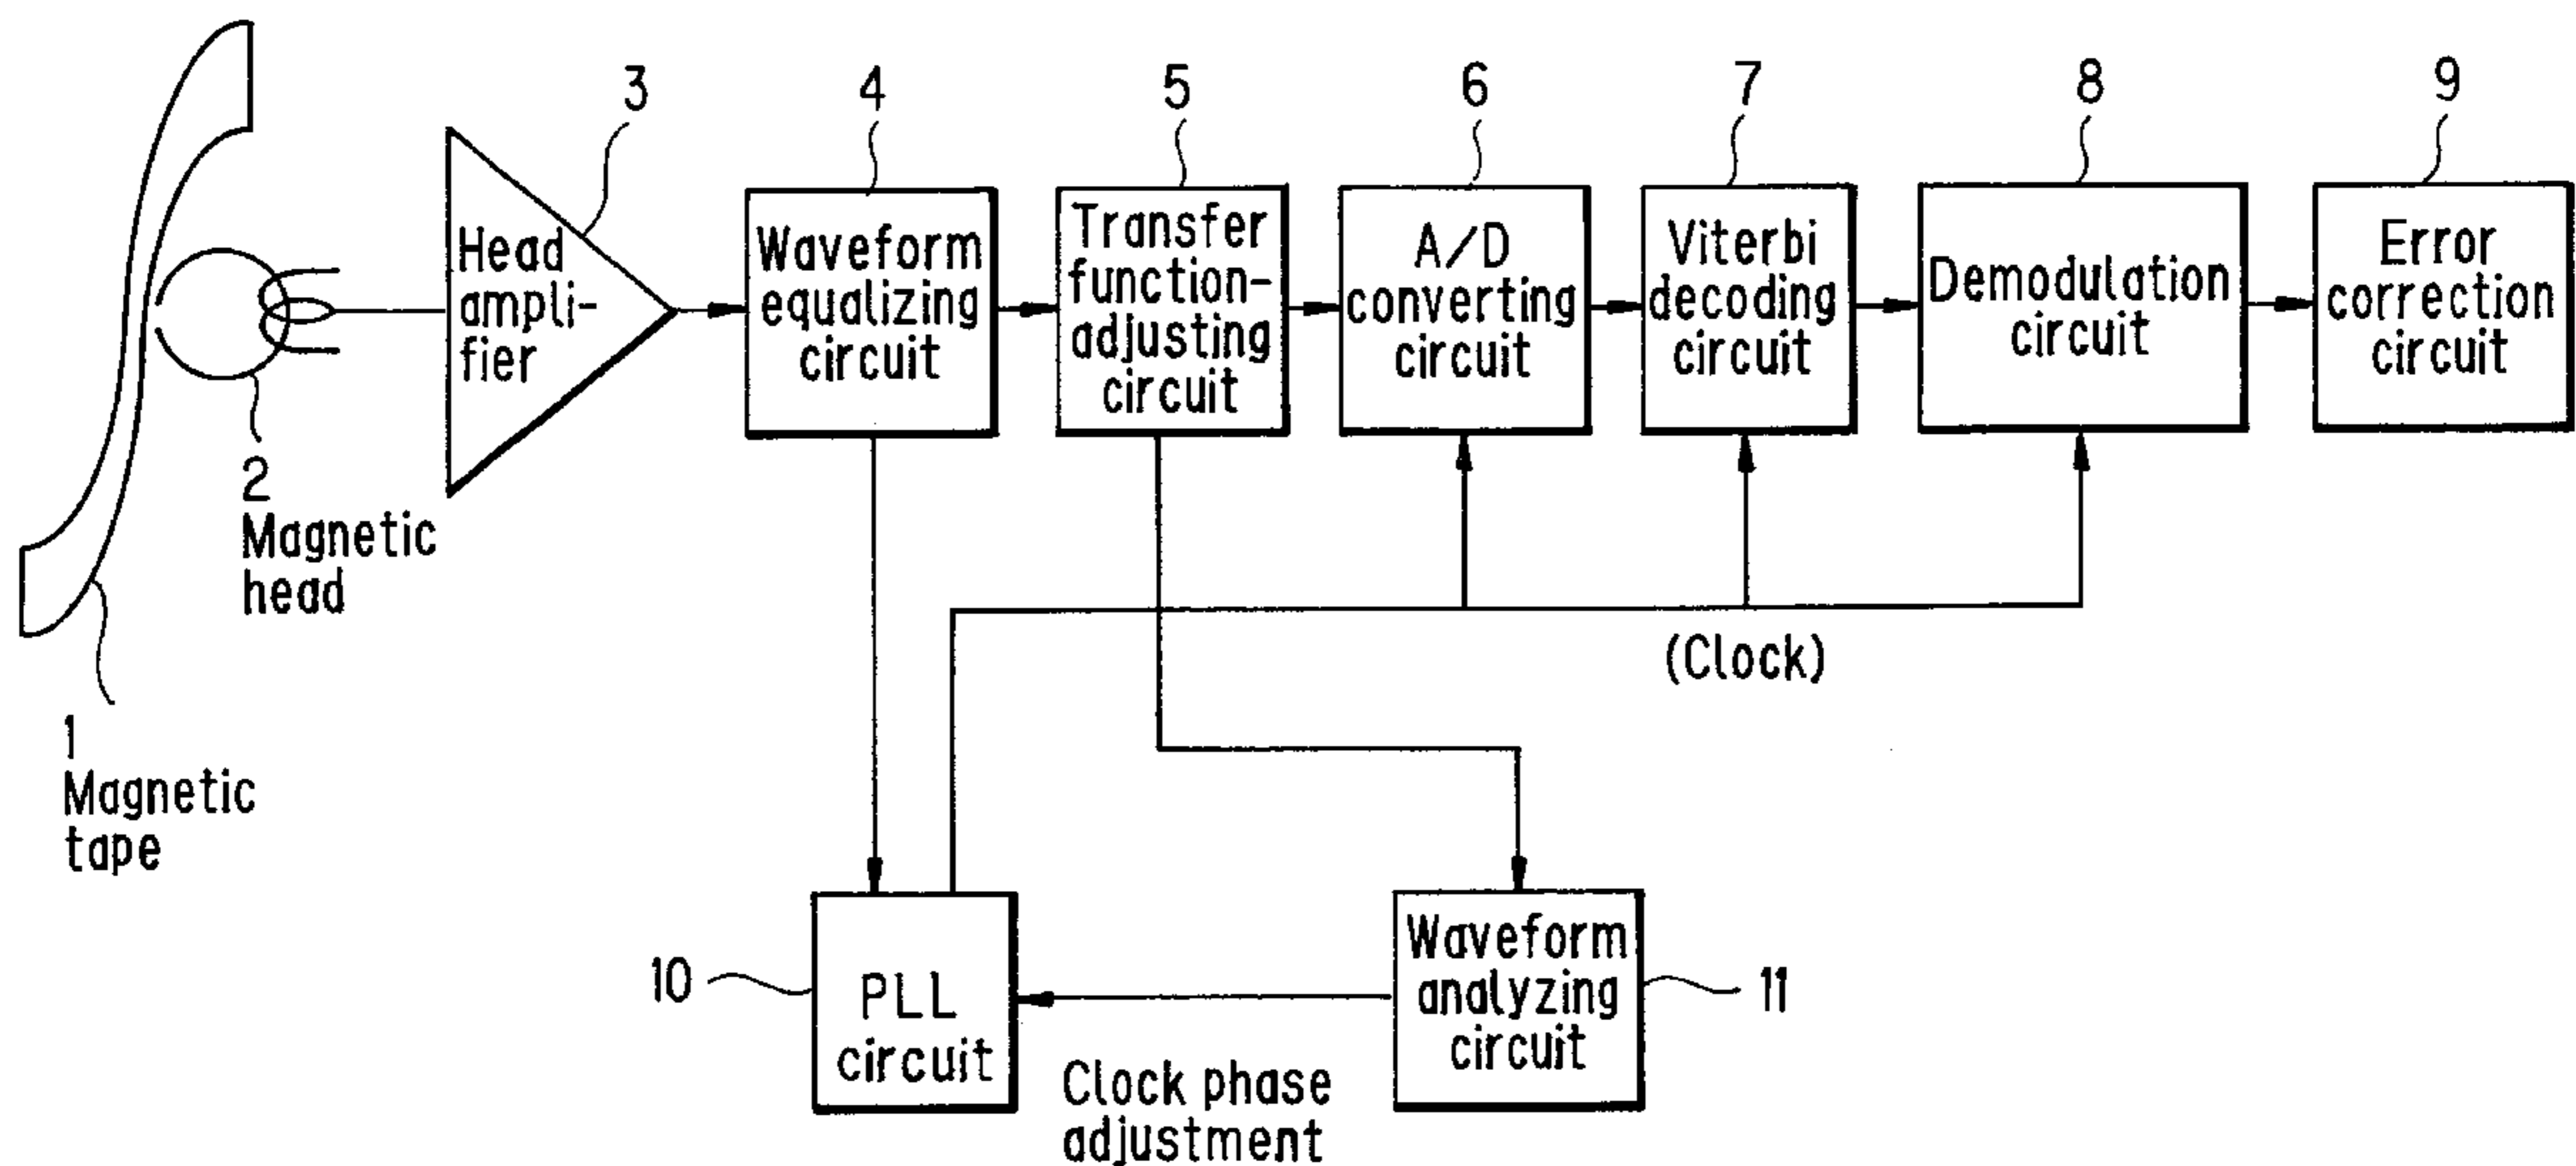 3
4
5
6
7
8
9
Head
ampli-
fier
Waveform
equalizing
circuit
Transfer
function-
adjusting
circuit
A/D
converting
circuit
Viterbi
decoding
circuit
Demodulation
circuit
Error
correction
circuit
2
Magnetic
head
(Clock)
1
Magnetic
tape
10
PLL
circuit
Clock phase
adjustment
Waveform
analyzing
circuit
11